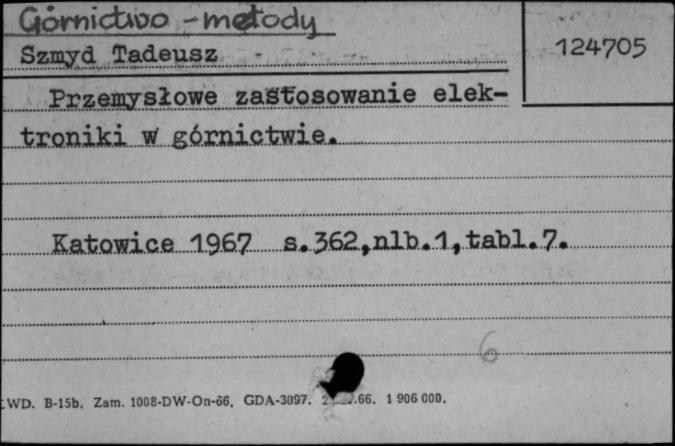 Górnictwo - metody
Szmyd Tadeusz
124705
Przemysłowe zastosowanie elek-
troniki w górnictwie.
Katowice 1967 s.362,nlb.1,tabl.7.
6
WD. B-15b. Zam. 1008-DW-On-66. GDA-3097. .66. 1 906 000.